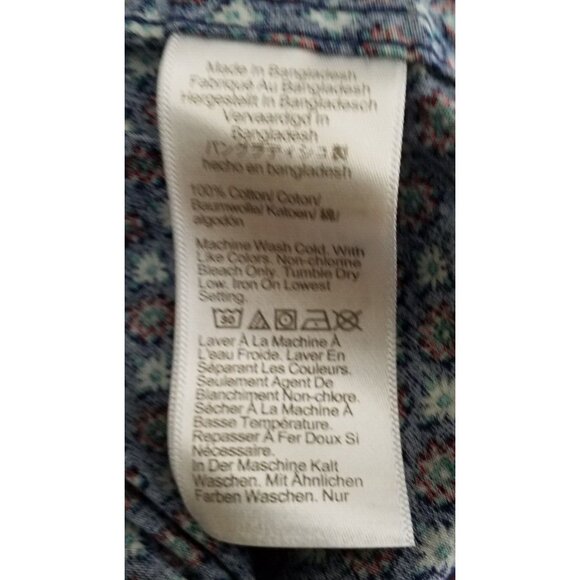 Made In Bangladesh
Fabriqué Au Bangladesh
Hergestellt In Bangladesch
Vervaardigd In
Bangladesh
バングラディシュ製
hecho en bangladesh
100% Cotton/ Coton/
Baumwolle/ Katoen/ 綿/
algodón
Machine Wash Cold. With
Like Colors. Non-chlorine
Bleach Only. Tumble Dry
Low. Iron On Lowest
Setting.
30
Laver À La Machine À
L'eau Froide. Laver En
Séparant Les Couleurs.
Seulement Agent De
Blanchiment Non-chlore.
Sécher À La Machine À
Basse Température.
Repasser À Fer Doux Si
Nécessaire.
In Der Maschine Kalt
Waschen. Mit Ähnlichen
Farben Waschen. Nur